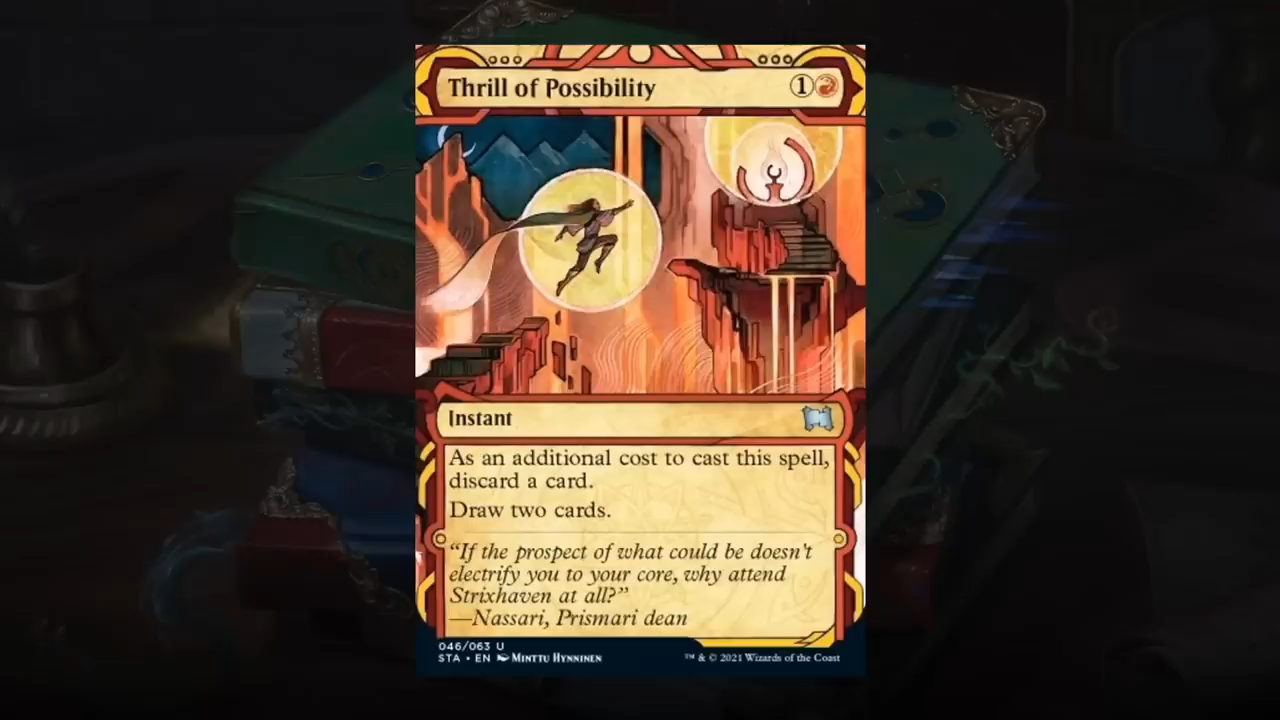 Thrill of Possibility 1
Instant
As an additional cost to cast this spell,
discard a card.
Draw two cards.
“If the prospect of what could be doesn't
electrify you to your core, why attend
Strixhaven at all?”
—Nassari, Prismari dean
046/063 U
STA • EN Minttu Hynninen
™ & © 2021 Wizards of the Coast